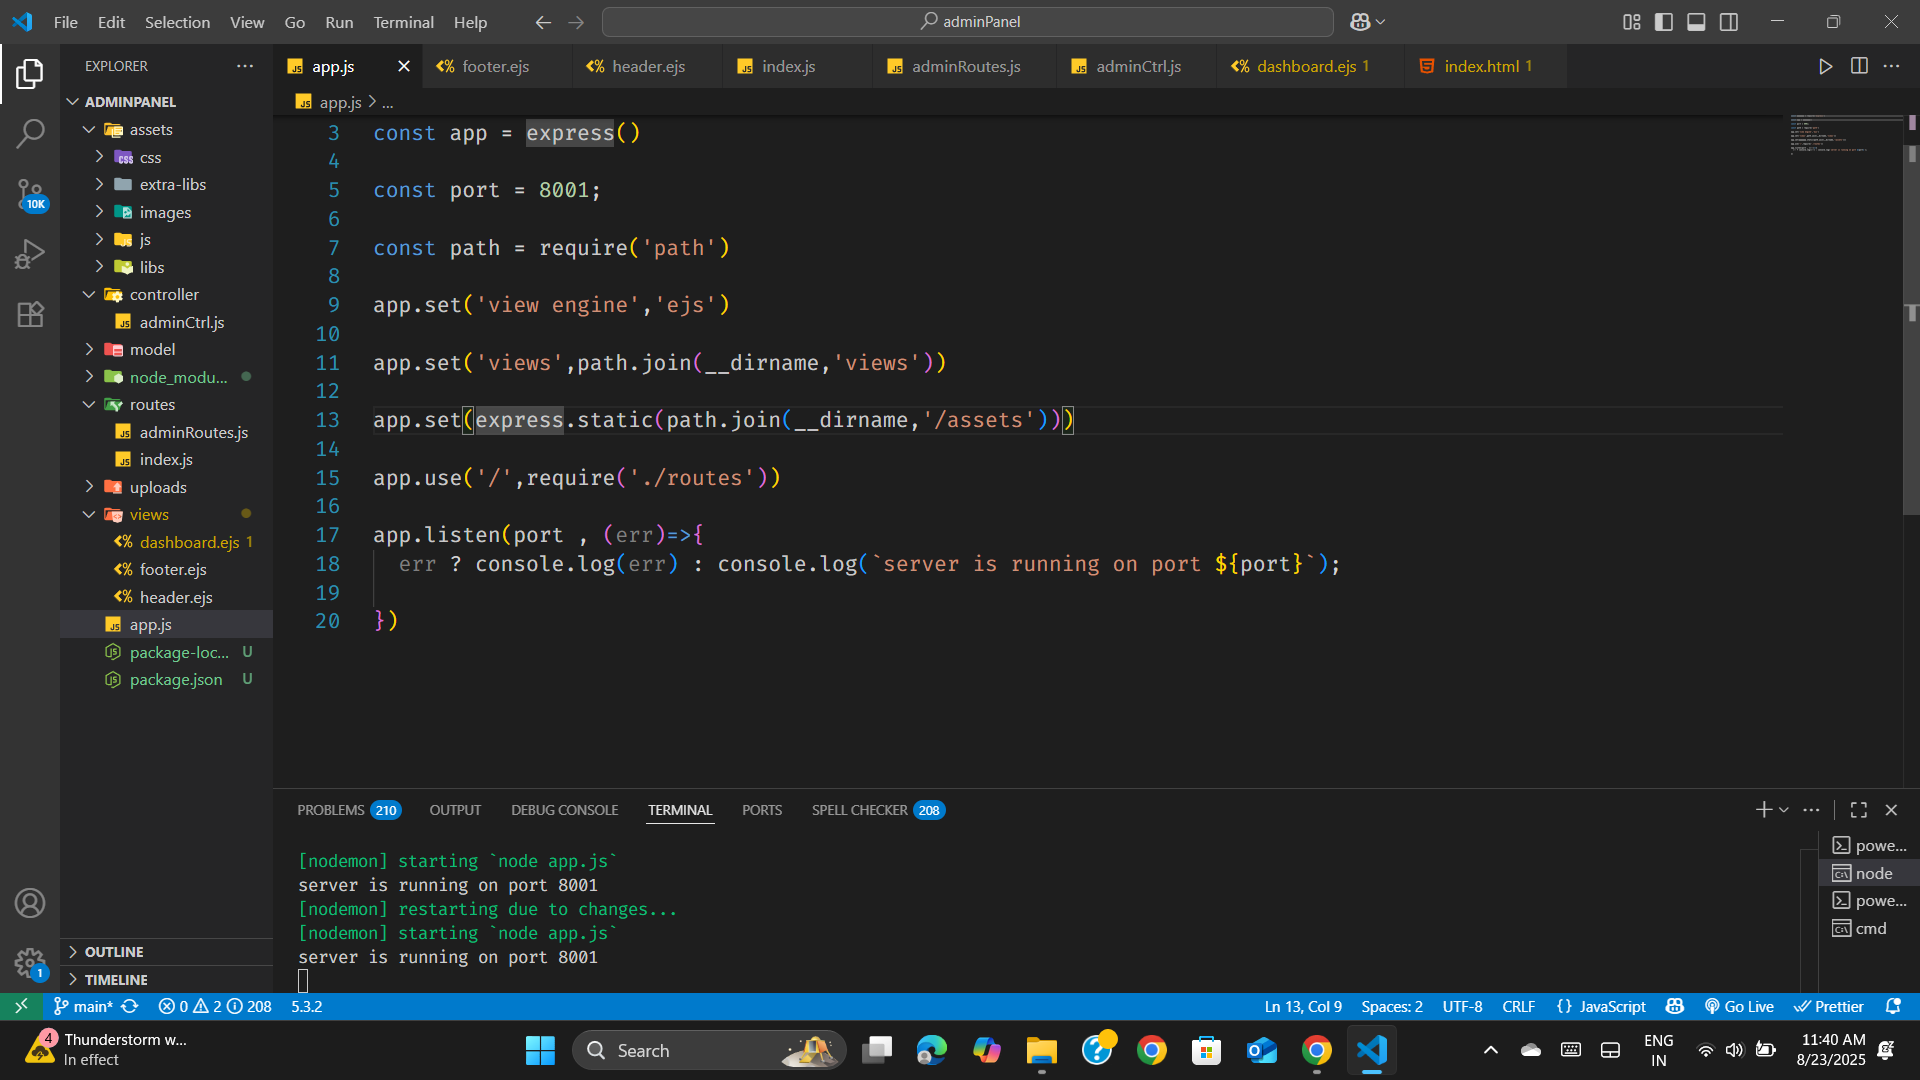 File Edit Selection View Go Run Terminal Help
adminPanel
EXPLORER
app.js
footer.ejs
header.ejs
index.js
adminRoutes.js
adminCtrl.js
dashboard.ejs 1
index.html 1
ADMINPANEL
app.js > ...
assets
css
extra-libs
images
js
libs
controller
adminCtrl.js
model
node_modu...
routes
adminRoutes.js
index.js
uploads
views
dashboard.ejs 1
footer.ejs
header.ejs
app.js
package-loc... U
package.json U
OUTLINE
TIMELINE
10K
1
3 const app = express()
4
5 const port = 8001;
6
7 const path = require('path')
8
9 app.set('view engine','ejs')
10
11 app.set('views',path.join(__dirname,'views'))
12
13 app.set(express.static(path.join(__dirname,'/assets')))
14
15 app.use('/',require('./routes'))
16
17 app.listen(port , (err)=>{
18 err ? console.log(err) : console.log(`server is running on port ${port}`);
19
20 })
PROBLEMS 210 OUTPUT DEBUG CONSOLE TERMINAL PORTS SPELL CHECKER 208
[nodemon] starting `node app.js`
server is running on port 8001
[nodemon] restarting due to changes...
[nodemon] starting `node app.js`
server is running on port 8001
powe...
node
powe...
cmd
main* 0 2 208 5.3.2
Ln 13, Col 9 Spaces: 2 UTF-8 CRLF {} JavaScript Go Live Prettier
4
Thunderstorm w...
In effect
Search
ENG
IN
11:40 AM
8/23/2025